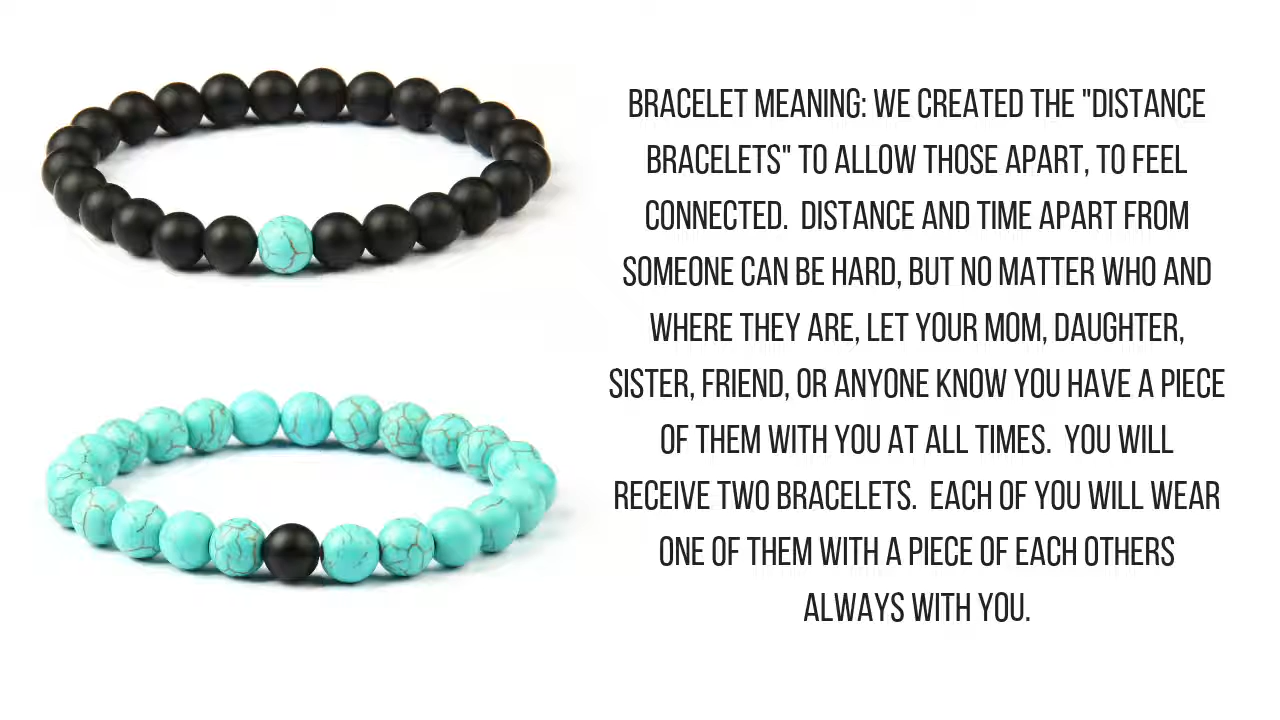 BRACELET MEANING: WE CREATED THE "DISTANCE
BRACELETS" TO ALLOW THOSE APART, TO FEEL
CONNECTED.  DISTANCE AND TIME APART FROM
SOMEONE CAN BE HARD, BUT NO MATTER WHO AND
WHERE THEY ARE, LET YOUR MOM, DAUGHTER,
SISTER, FRIEND, OR ANYONE KNOW YOU HAVE A PIECE
OF THEM WITH YOU AT ALL TIMES.  YOU WILL
RECEIVE TWO BRACELETS.  EACH OF YOU WILL WEAR
ONE OF THEM WITH A PIECE OF EACH OTHERS
ALWAYS WITH YOU.